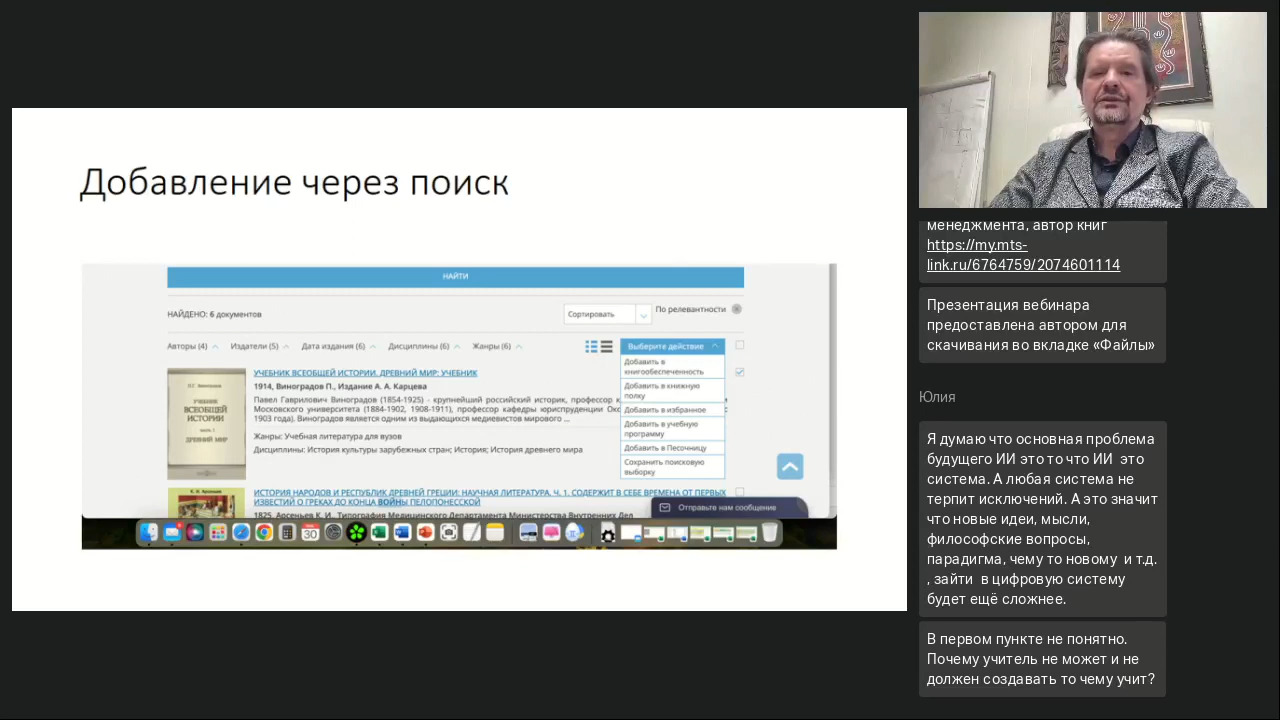 Добавление через поиск
НАЙТИ
НАЙДЕНО: 6 документов
Сортировать
По релевантности
Авторы (4)
Издатели (5)
Дата издания (6)
Дисциплины (6)
Жанры (6)
Выберите действие
Добавить в
книгообеспеченность
Добавить в книжную
полку
Добавить в избранное
Добавить в учебную
программу
Добавить в Песочницу
Сохранить поисковую
выборку
УЧЕБНИК ВСЕОБЩЕЙ ИСТОРИИ. ДРЕВНИЙ МИР: УЧЕБНИК
1914, Виноградов П., Издание А. А. Карцева
Павел Гаврилович Виноградов (1854-1925) - крупнейший российский историк, профессор
Московского университета (1884-1902, 1908-1911), профессор кафедры юриспруденции
1903 года). Виноградов является одним из выдающихся медиевистов мирового ...
Жанры: Учебная литература для вузов
Дисциплины: История культуры зарубежных стран; История; История древнего мира
УЧЕБНИК
ВСЕОБЩЕЙ
ИСТОРИИ
ДРЕВНИЙ МИР
ИСТОРИЯ НАРОДОВ И РЕСПУБЛИК ДРЕВНЕЙ ГРЕЦИИ: НАУЧНАЯ ЛИТЕРАТУРА. Ч. 1. СОДЕРЖИТ В СЕБЕ ВРЕМЕНА ОТ ПЕРВЫХ
ИЗВЕСТИЙ О ГРЕКАХ ДО КОНЦА ВОЙНЫ ПЕЛОПОНЕССКОЙ
1825, Арсеньев К. И., Типография Медицинского Департамента Министерства Внутренних Дел
Отправьте нам сообщение
30
менеджмента, автор книг
https://my.mts-
link.ru/6764759/2074601114
Презентация вебинара
предоставлена автором для
скачивания во вкладке «Файлы»
Юлия
Я думаю что основная проблема
будущего ИИ это то что ИИ это
система. А любая система не
терпит исключений. А это значит
что новые идеи, мысли,
философские вопросы,
парадигма, чему то новому и т.д.
, зайти в цифровую систему
будет ещё сложнее.
В первом пункте не понятно.
Почему учитель не может и не
должен создавать то чему учит?